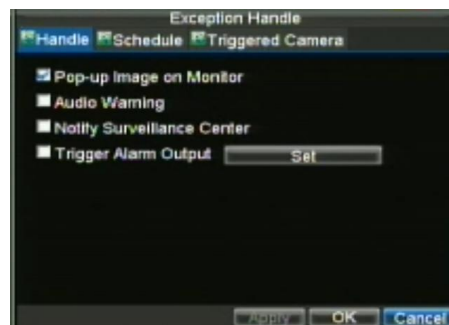 Exception Handle
Handle Schedule Triggered Camera
Pop-up Image on Monitor
Audio Warning
Notify Surveillance Center
Trigger Alarm Output Set
Apply OK Cancel